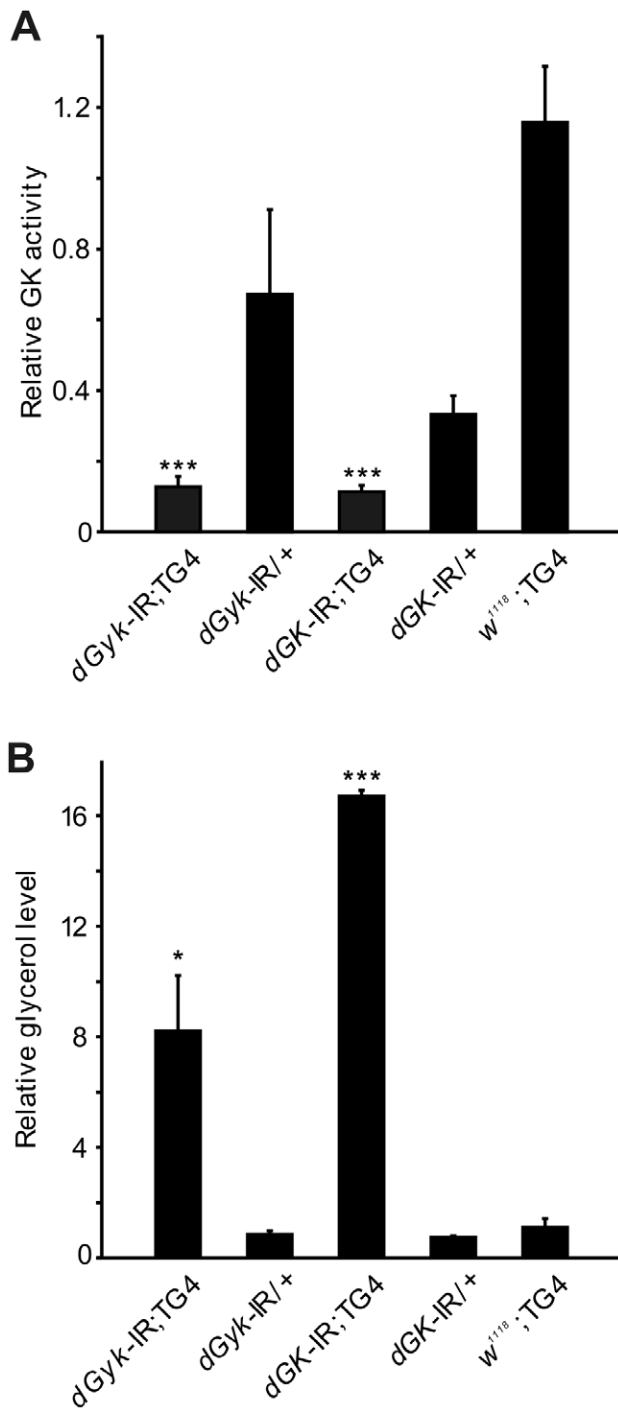 A
Relative GK activity
1.2
0.8
0.4
0
***
***
dGyk-IR;TG4
dGyk-IR/+
dGK-IR;TG4
dGK-IR/+
w¹¹¹⁸;TG4
B
Relative glycerol level
16
12
8
4
0
*
***
dGyk-IR;TG4
dGyk-IR/+
dGK-IR;TG4
dGK-IR/+
w¹¹¹⁸;TG4